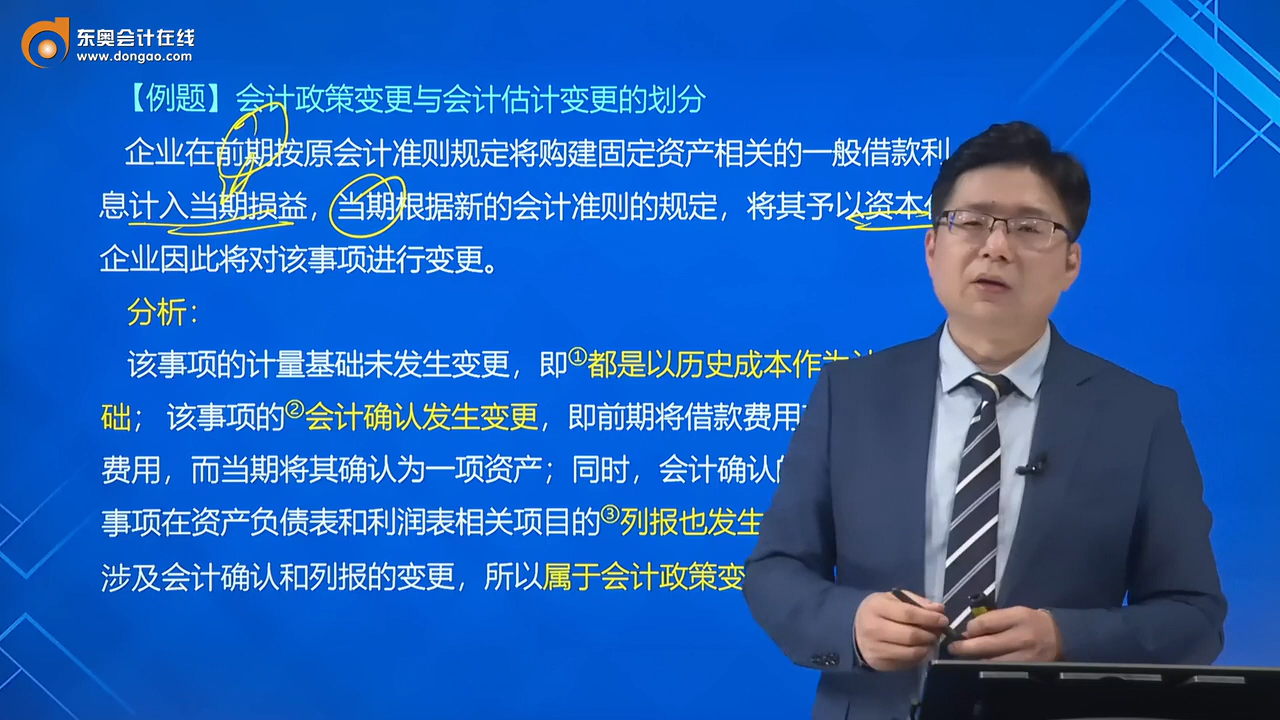 东奥会计在线
www.dongao.com
【例题】会计政策变更与会计估计变更的划分
企业在前期按原会计准则规定将购建固定资产相关的一般借款利
息计入当期损益，当期根据新的会计准则的规定，将其予以资本
企业因此将对该事项进行变更。
分析：
该事项的计量基础未发生变更，即①都是以历史成本作为
础；该事项的②会计确认发生变更，即前期将借款费用
费用，而当期将其确认为一项资产；同时，会计确认的
事项在资产负债表和利润表相关项目的③列报也发生
涉及会计确认和列报的变更，所以属于会计政策变